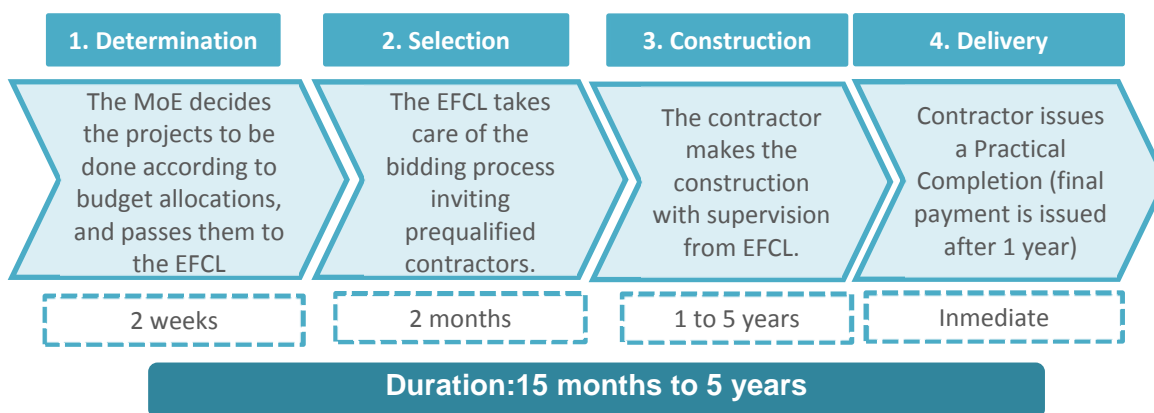 1. Determination
2. Selection
3. Construction
4. Delivery
The MoE decides
the projects to be
done according to
budget allocations,
and passes them to
the EFCL
The EFCL takes
care of the
bidding process
inviting
prequalified
contractors.
The contractor
makes the
construction
with supervision
from EFCL.
Contractor issues
a Practical
Completion (final
payment is issued
after 1 year)
2 weeks
2 months
1 to 5 years
Inmediate
Duration:15 months to 5 years